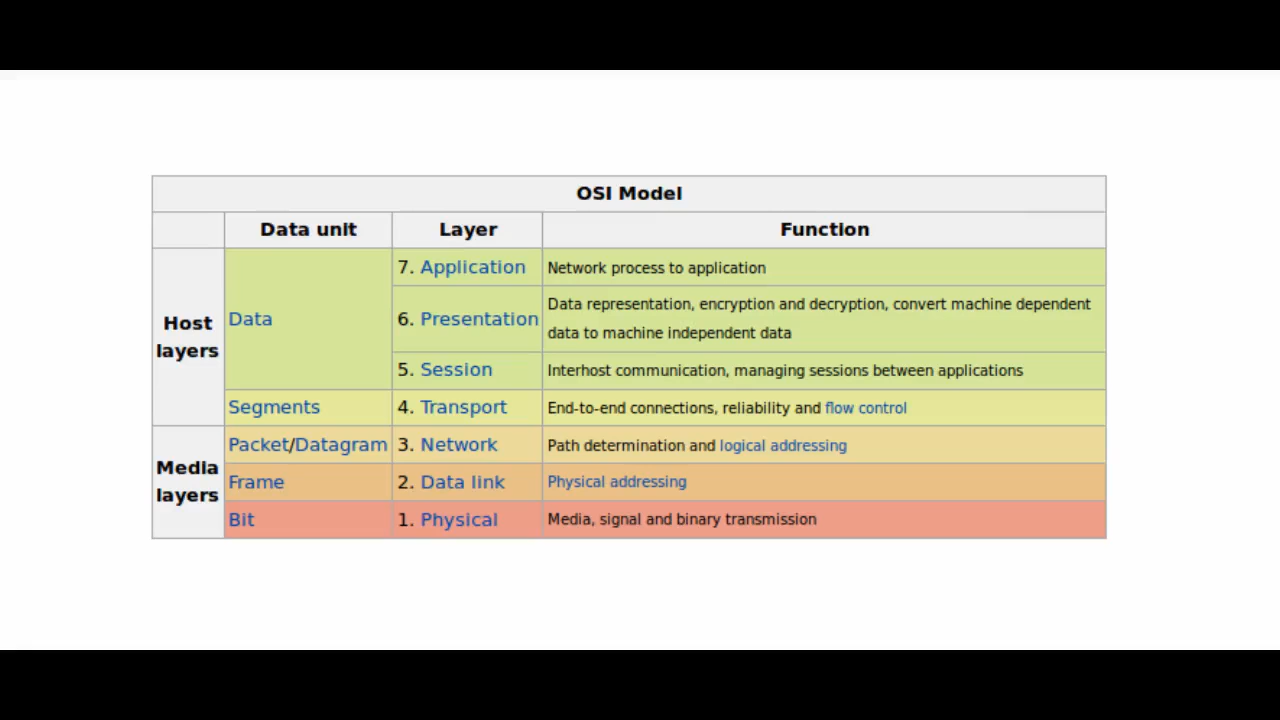 OSI Model
Data unit Layer Function
Host layers
Data
7. Application Network process to application
6. Presentation Data representation, encryption and decryption, convert machine dependent
data to machine independent data
5. Session Interhost communication, managing sessions between applications
Segments 4. Transport End-to-end connections, reliability and flow control
Media layers
Packet/Datagram 3. Network Path determination and logical addressing
Frame 2. Data link Physical addressing
Bit 1. Physical Media, signal and binary transmission